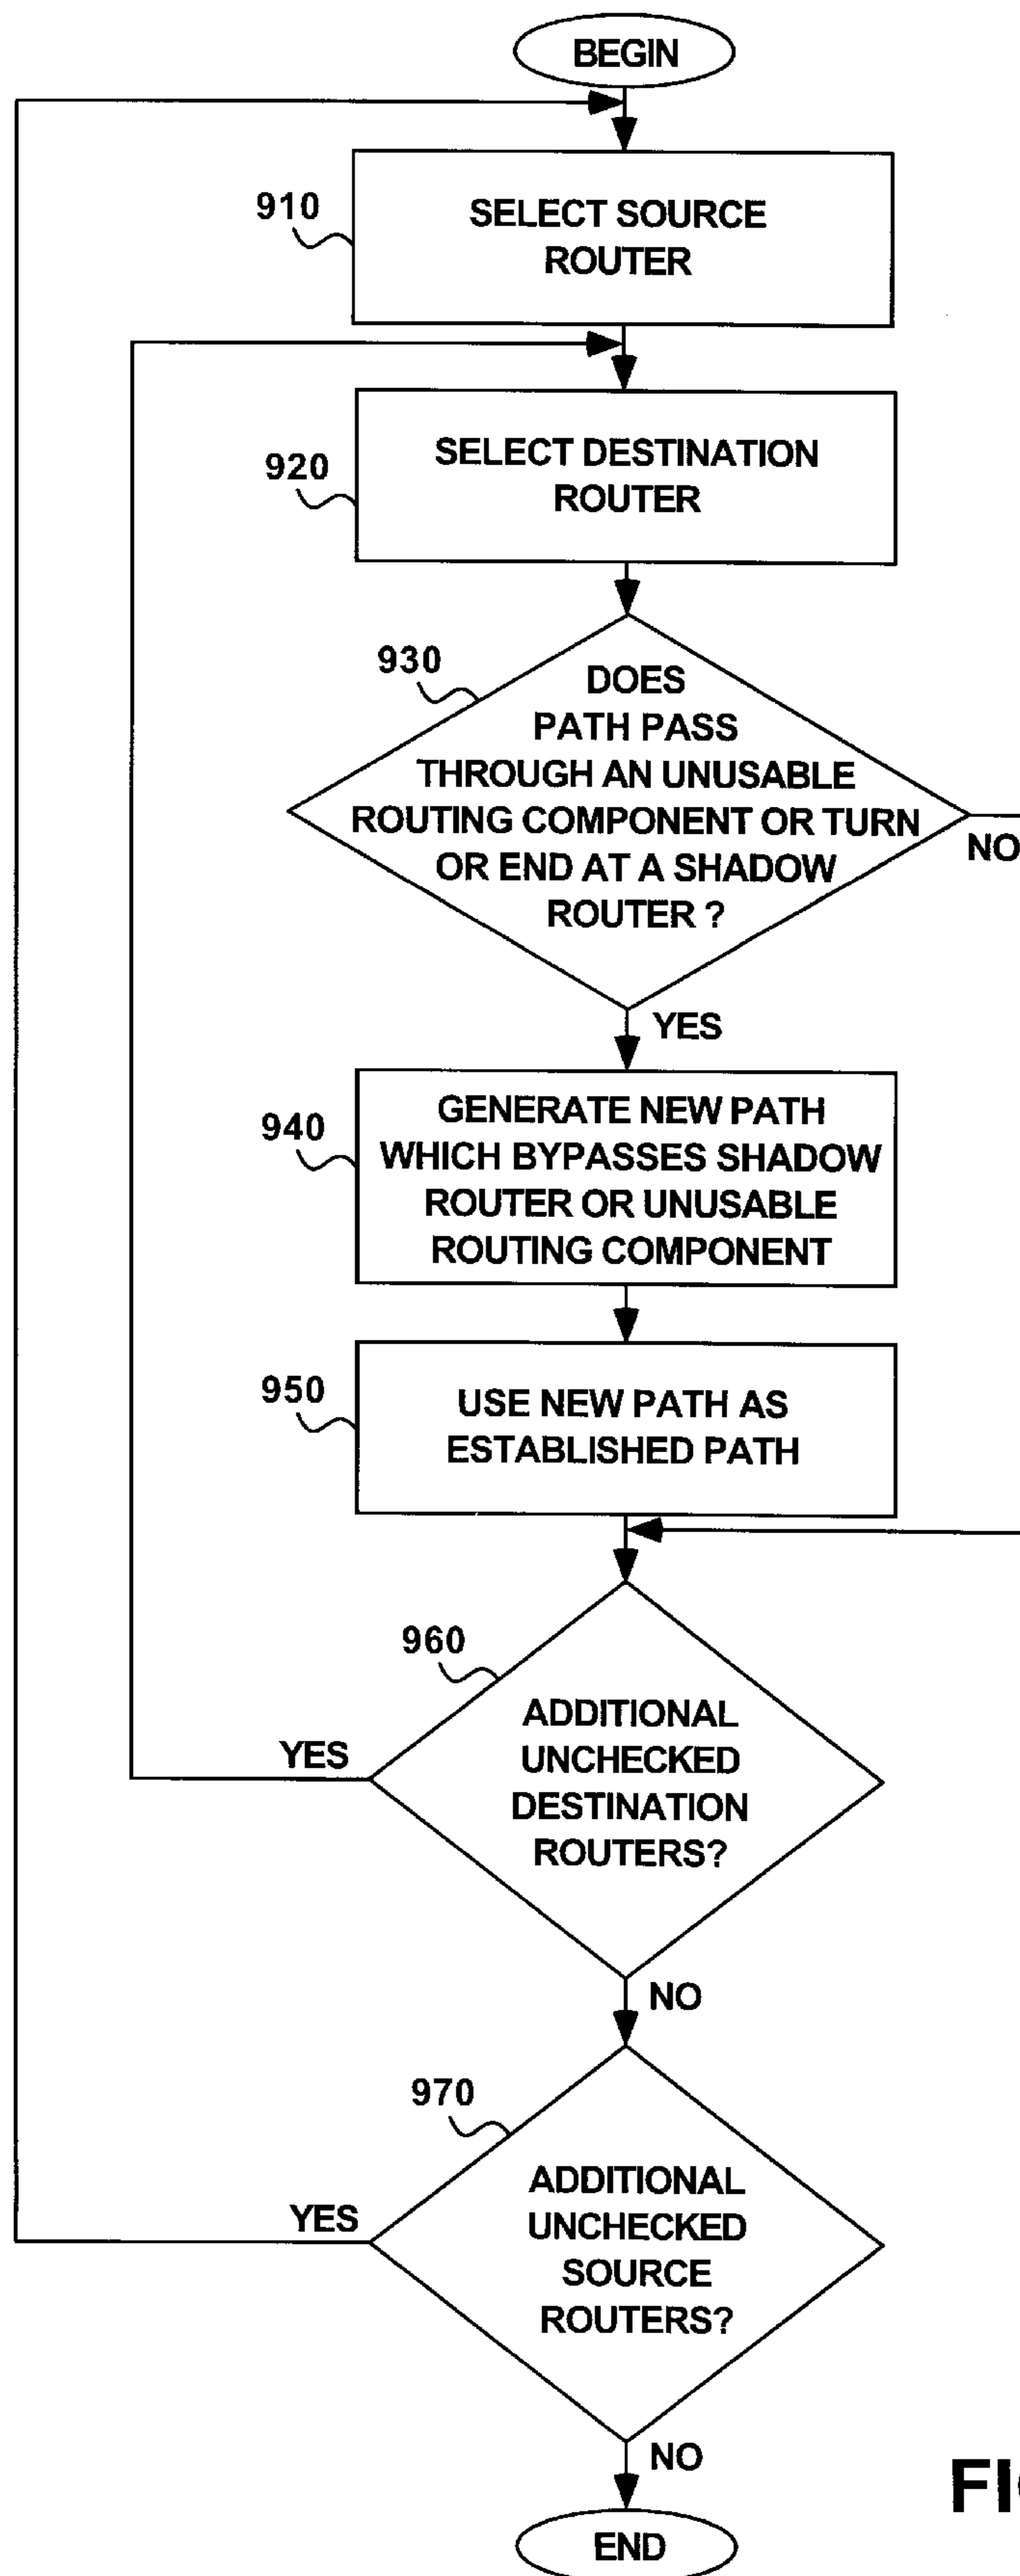 BEGIN
910
SELECT SOURCE
ROUTER
920
SELECT DESTINATION
ROUTER
930
DOES
PATH PASS
THROUGH AN UNUSABLE
ROUTING COMPONENT OR TURN
OR END AT A SHADOW
ROUTER ?
NO
YES
940
GENERATE NEW PATH
WHICH BYPASSES SHADOW
ROUTER OR UNUSABLE
ROUTING COMPONENT
950
USE NEW PATH AS
ESTABLISHED PATH
960
ADDITIONAL
UNCHECKED
DESTINATION
ROUTERS?
YES
NO
970
ADDITIONAL
UNCHECKED
SOURCE
ROUTERS?
YES
NO
END